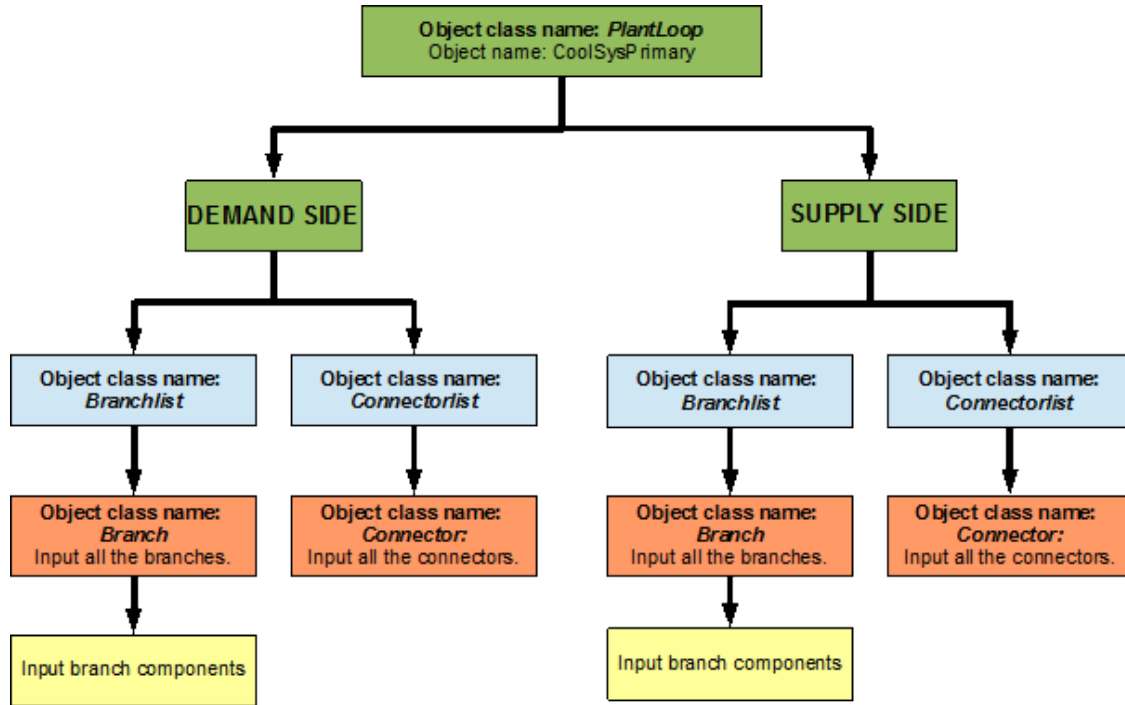 Object class name: PlantLoop
Object name: CoolSysPrimary
DEMAND SIDE
SUPPLY SIDE
Object class name:
Branchlist
Object class name:
Connectorlist
Object class name:
Branchlist
Object class name:
Connectorlist
Object class name:
Branch
Input all the branches.
Object class name:
Connector:
Input all the connectors.
Object class name:
Branch
Input all the branches.
Object class name:
Connector:
Input all the connectors.
Input branch components
Input branch components